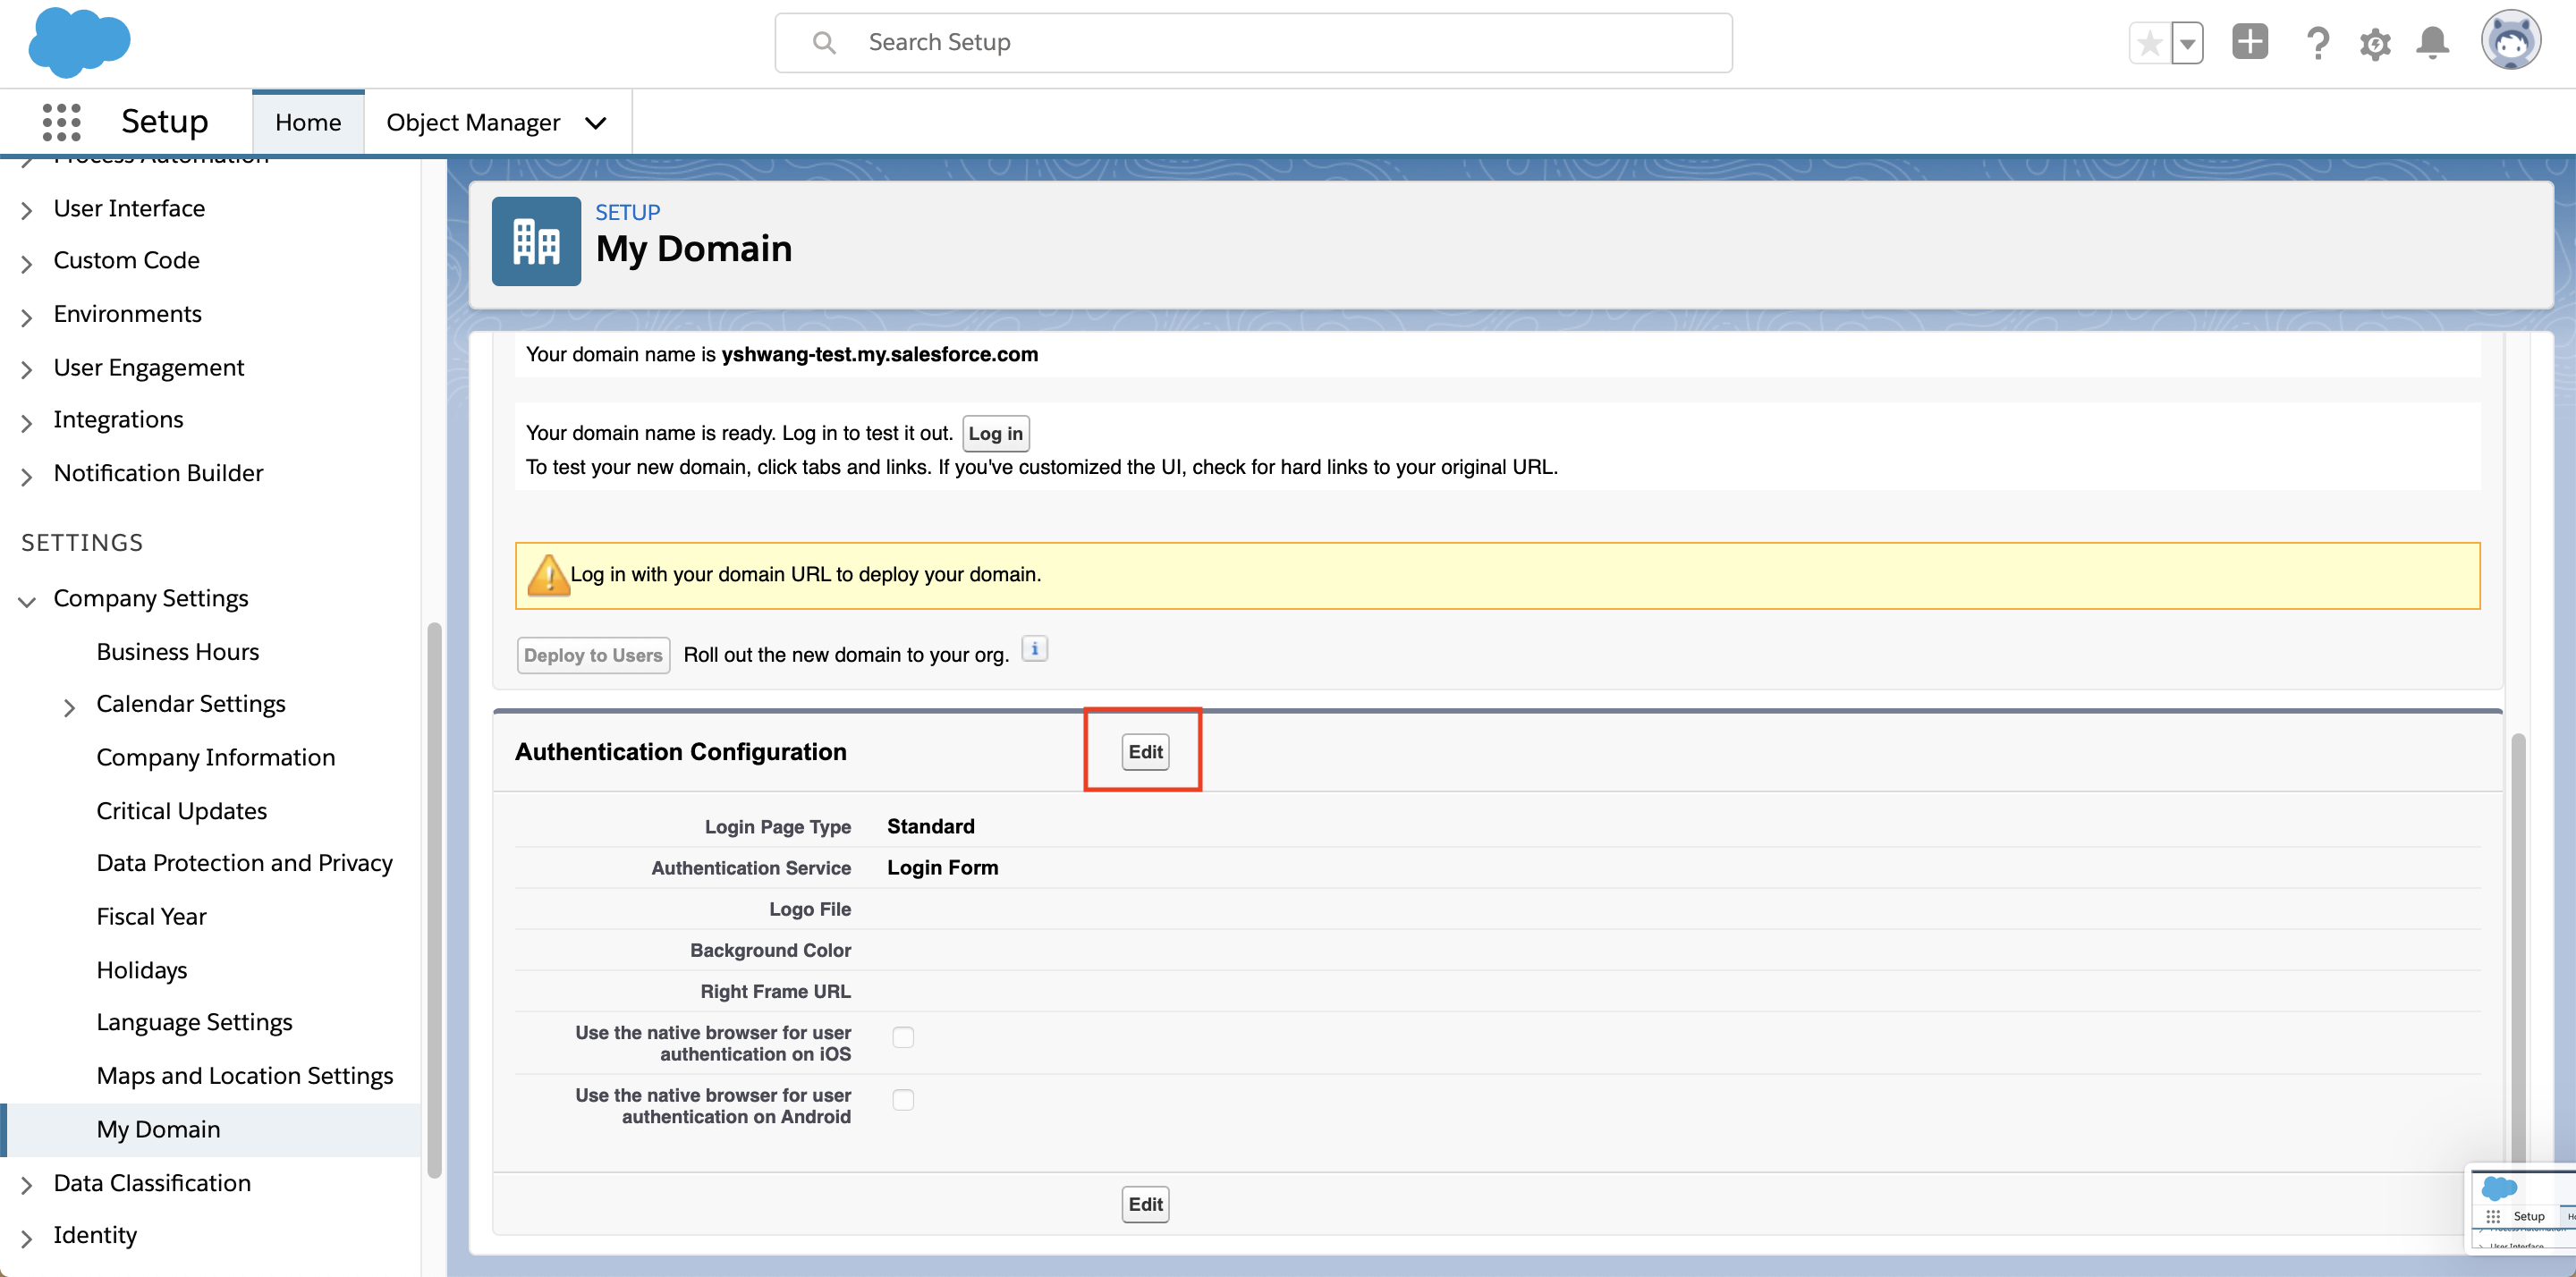 Search Setup
Setup
Home
Object Manager
Process Automation
User Interface
Custom Code
Environments
User Engagement
Integrations
Notification Builder
SETTINGS
Company Settings
Business Hours
Calendar Settings
Company Information
Critical Updates
Data Protection and Privacy
Fiscal Year
Holidays
Language Settings
Maps and Location Settings
My Domain
Data Classification
Identity
SETUP
My Domain
Your domain name is yshwang-test.my.salesforce.com
Your domain name is ready. Log in to test it out. Log in
To test your new domain, click tabs and links. If you've customized the UI, check for hard links to your original URL.
Log in with your domain URL to deploy your domain.
Deploy to Users Roll out the new domain to your org. i
Authentication Configuration Edit
Login Page Type Standard
Authentication Service Login Form
Logo File
Background Color
Right Frame URL
Use the native browser for user
authentication on iOS
Use the native browser for user
authentication on Android
Edit
Setup
User Interface